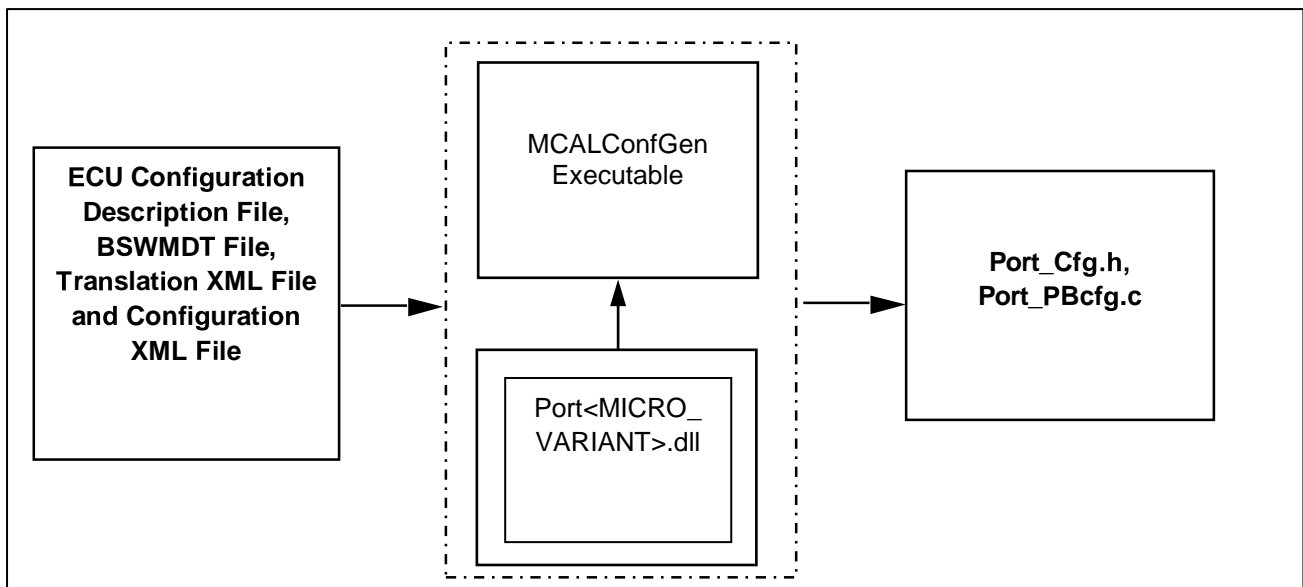 ECU Configuration
Description File,
BSWMDT File,
Translation XML File
and Configuration
XML File
MCALConfGen
Executable
Port<MICRO_
VARIANT>.dll
Port_Cfg.h,
Port_PBcfg.c